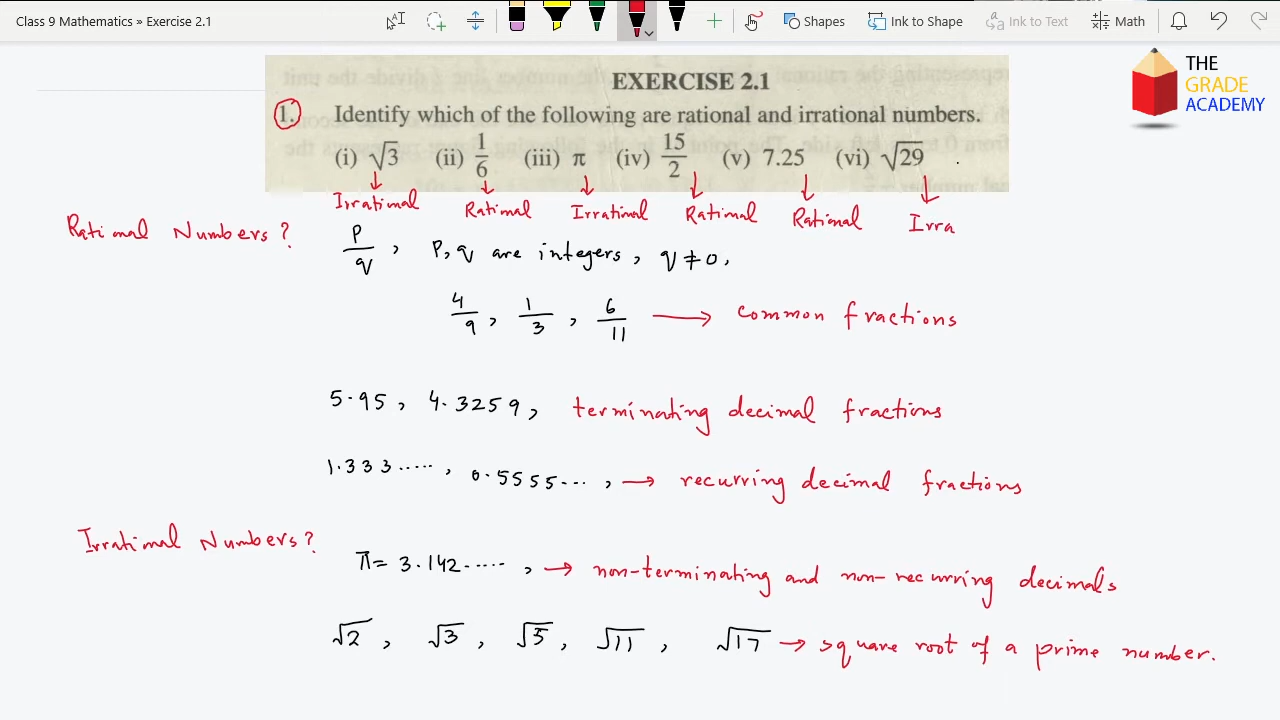 Class 9 Mathematics » Exercise 2.1
Shapes
Ink to Shape
Ink to Text
Math
THE
GRADE
ACADEMY
EXERCISE 2.1
1. Identify which of the following are rational and irrational numbers.
(i) √3 (ii) 1/6 (iii) π (iv) 15/2 (v) 7.25 (vi) √29
Irrational Rational Irrational Rational Rational Irra
Rational Numbers? P/q, P, q are integers, q ≠ 0,
4/9, 1/3, 6/11 → common fractions
5.95, 4.3259, terminating decimal fractions
1.333....., 0.5555..., → recurring decimal fractions
Irrational Numbers?
π = 3.142....., → non-terminating and non-recurring decimals
√2, √3, √5, √11, √17 → square root of a prime number.